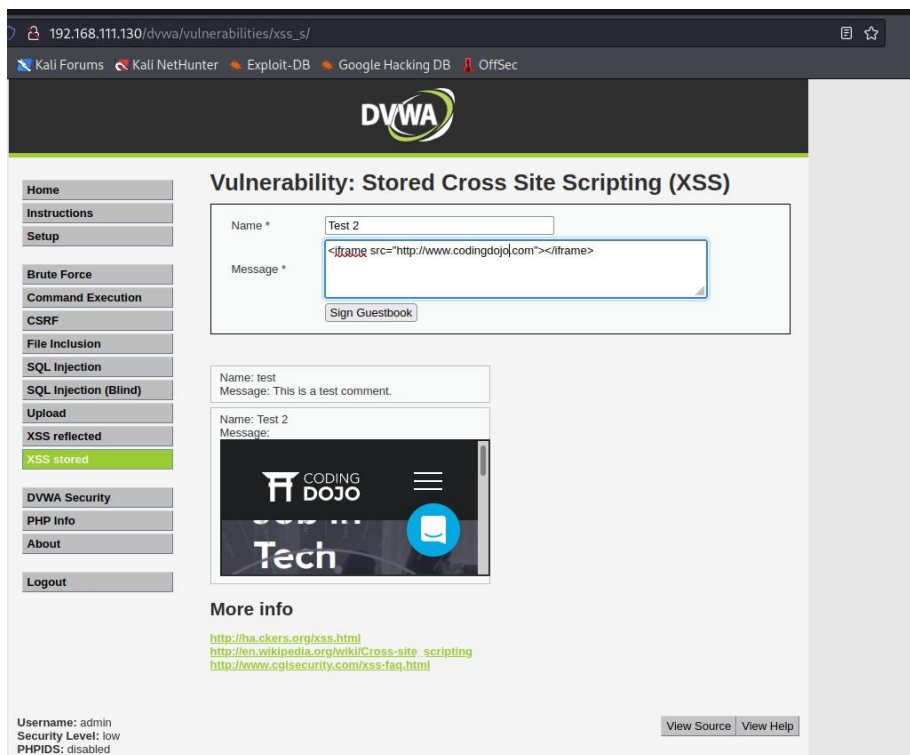 192.168.111.130/dvwa/vulnerabilities/xss_s/
Kali Forums Kali NetHunter Exploit-DB Google Hacking DB OffSec
DVWA
Home
Instructions
Setup
Brute Force
Command Execution
CSRF
File Inclusion
SQL Injection
SQL Injection (Blind)
Upload
XSS reflected
XSS stored
DVWA Security
PHP Info
About
Logout
Vulnerability: Stored Cross Site Scripting (XSS)
Name * Test 2
Message * <iframe src="http://www.codingdojo.com"></iframe>
Sign Guestbook
Name: test
Message: This is a test comment.
Name: Test 2
Message:
CODING
DOJO
Tech
More info
http://ha.ckers.org/xss.html
http://en.wikipedia.org/wiki/Cross-site_scripting
http://www.cgisecurity.com/xss-faq.html
Username: admin
Security Level: low
PHPIDS: disabled
View Source View Help